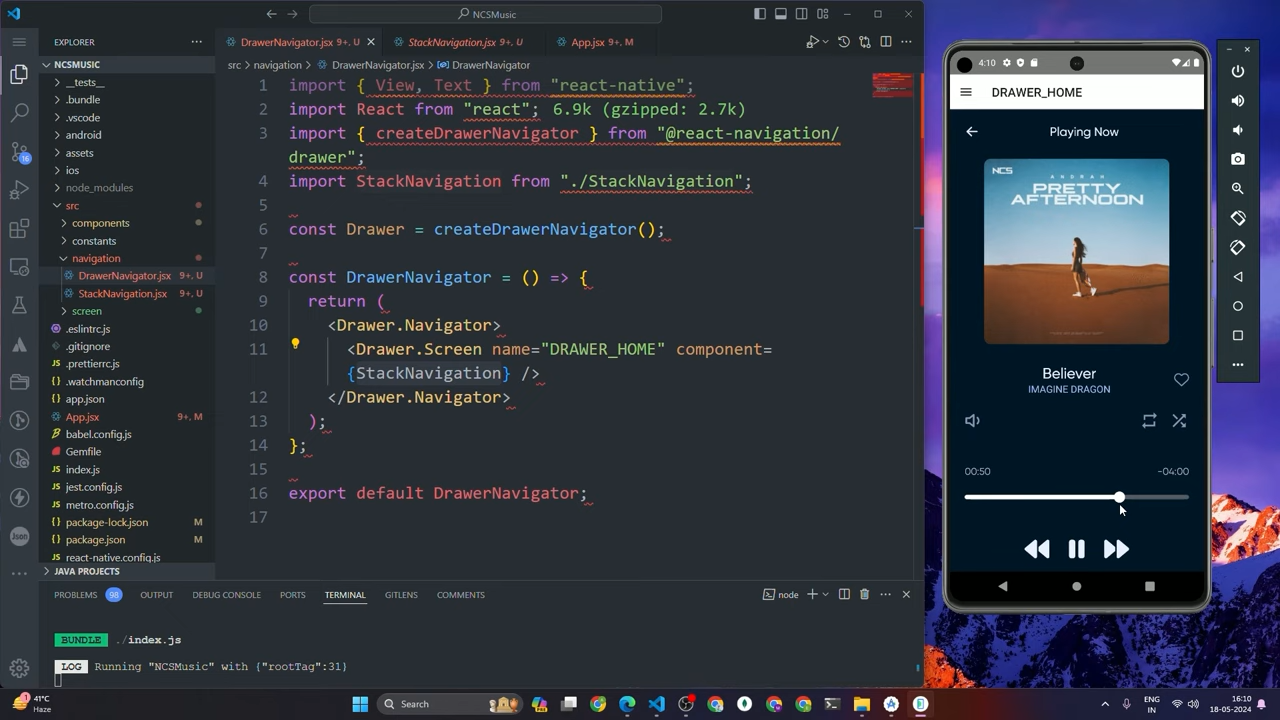 NCSMusic
EXPLORER
DrawerNavigator.jsx 9+, U
StackNavigation.jsx 9+, U
App.jsx 9+, M
NCSMUSIC
src > navigation > DrawerNavigator.jsx > DrawerNavigator
__tests__
.bundle
.vscode
android
assets
ios
node_modules
src
components
constants
navigation
DrawerNavigator.jsx 9+, U
StackNavigation.jsx 9+, U
screen
.eslintrc.js
.gitignore
.prettierrc.js
.watchmanconfig
app.json
App.jsx 9+, M
babel.config.js
Gemfile
index.js
jest.config.js
metro.config.js
package-lock.json M
package.json M
react-native.config.js
JAVA PROJECTS
16
Json
1 import { View, Text } from "react-native";
2 import React from "react"; 6.9k (gzipped: 2.7k)
3 import { createDrawerNavigator } from "@react-navigation/
drawer";
4 import StackNavigation from "./StackNavigation";
5
6 const Drawer = createDrawerNavigator();
7
8 const DrawerNavigator = () => {
9 return (
10 <Drawer.Navigator>
11 <Drawer.Screen name="DRAWER_HOME" component=
{StackNavigation} />
12 </Drawer.Navigator>
13 );
14 };
15
16 export default DrawerNavigator;
17
PROBLEMS 98 OUTPUT DEBUG CONSOLE PORTS TERMINAL GITLENS COMMENTS
node
BUNDLE ./index.js
LOG Running "NCSMusic" with {"rootTag":31}
4:10
DRAWER_HOME
Playing Now
NCS
ANDRAH
PRETTY
AFTERNOON
Believer
IMAGINE DRAGON
00:50 -04:00
41°C
Haze
Search
ENG
IN
16:10
18-05-2024